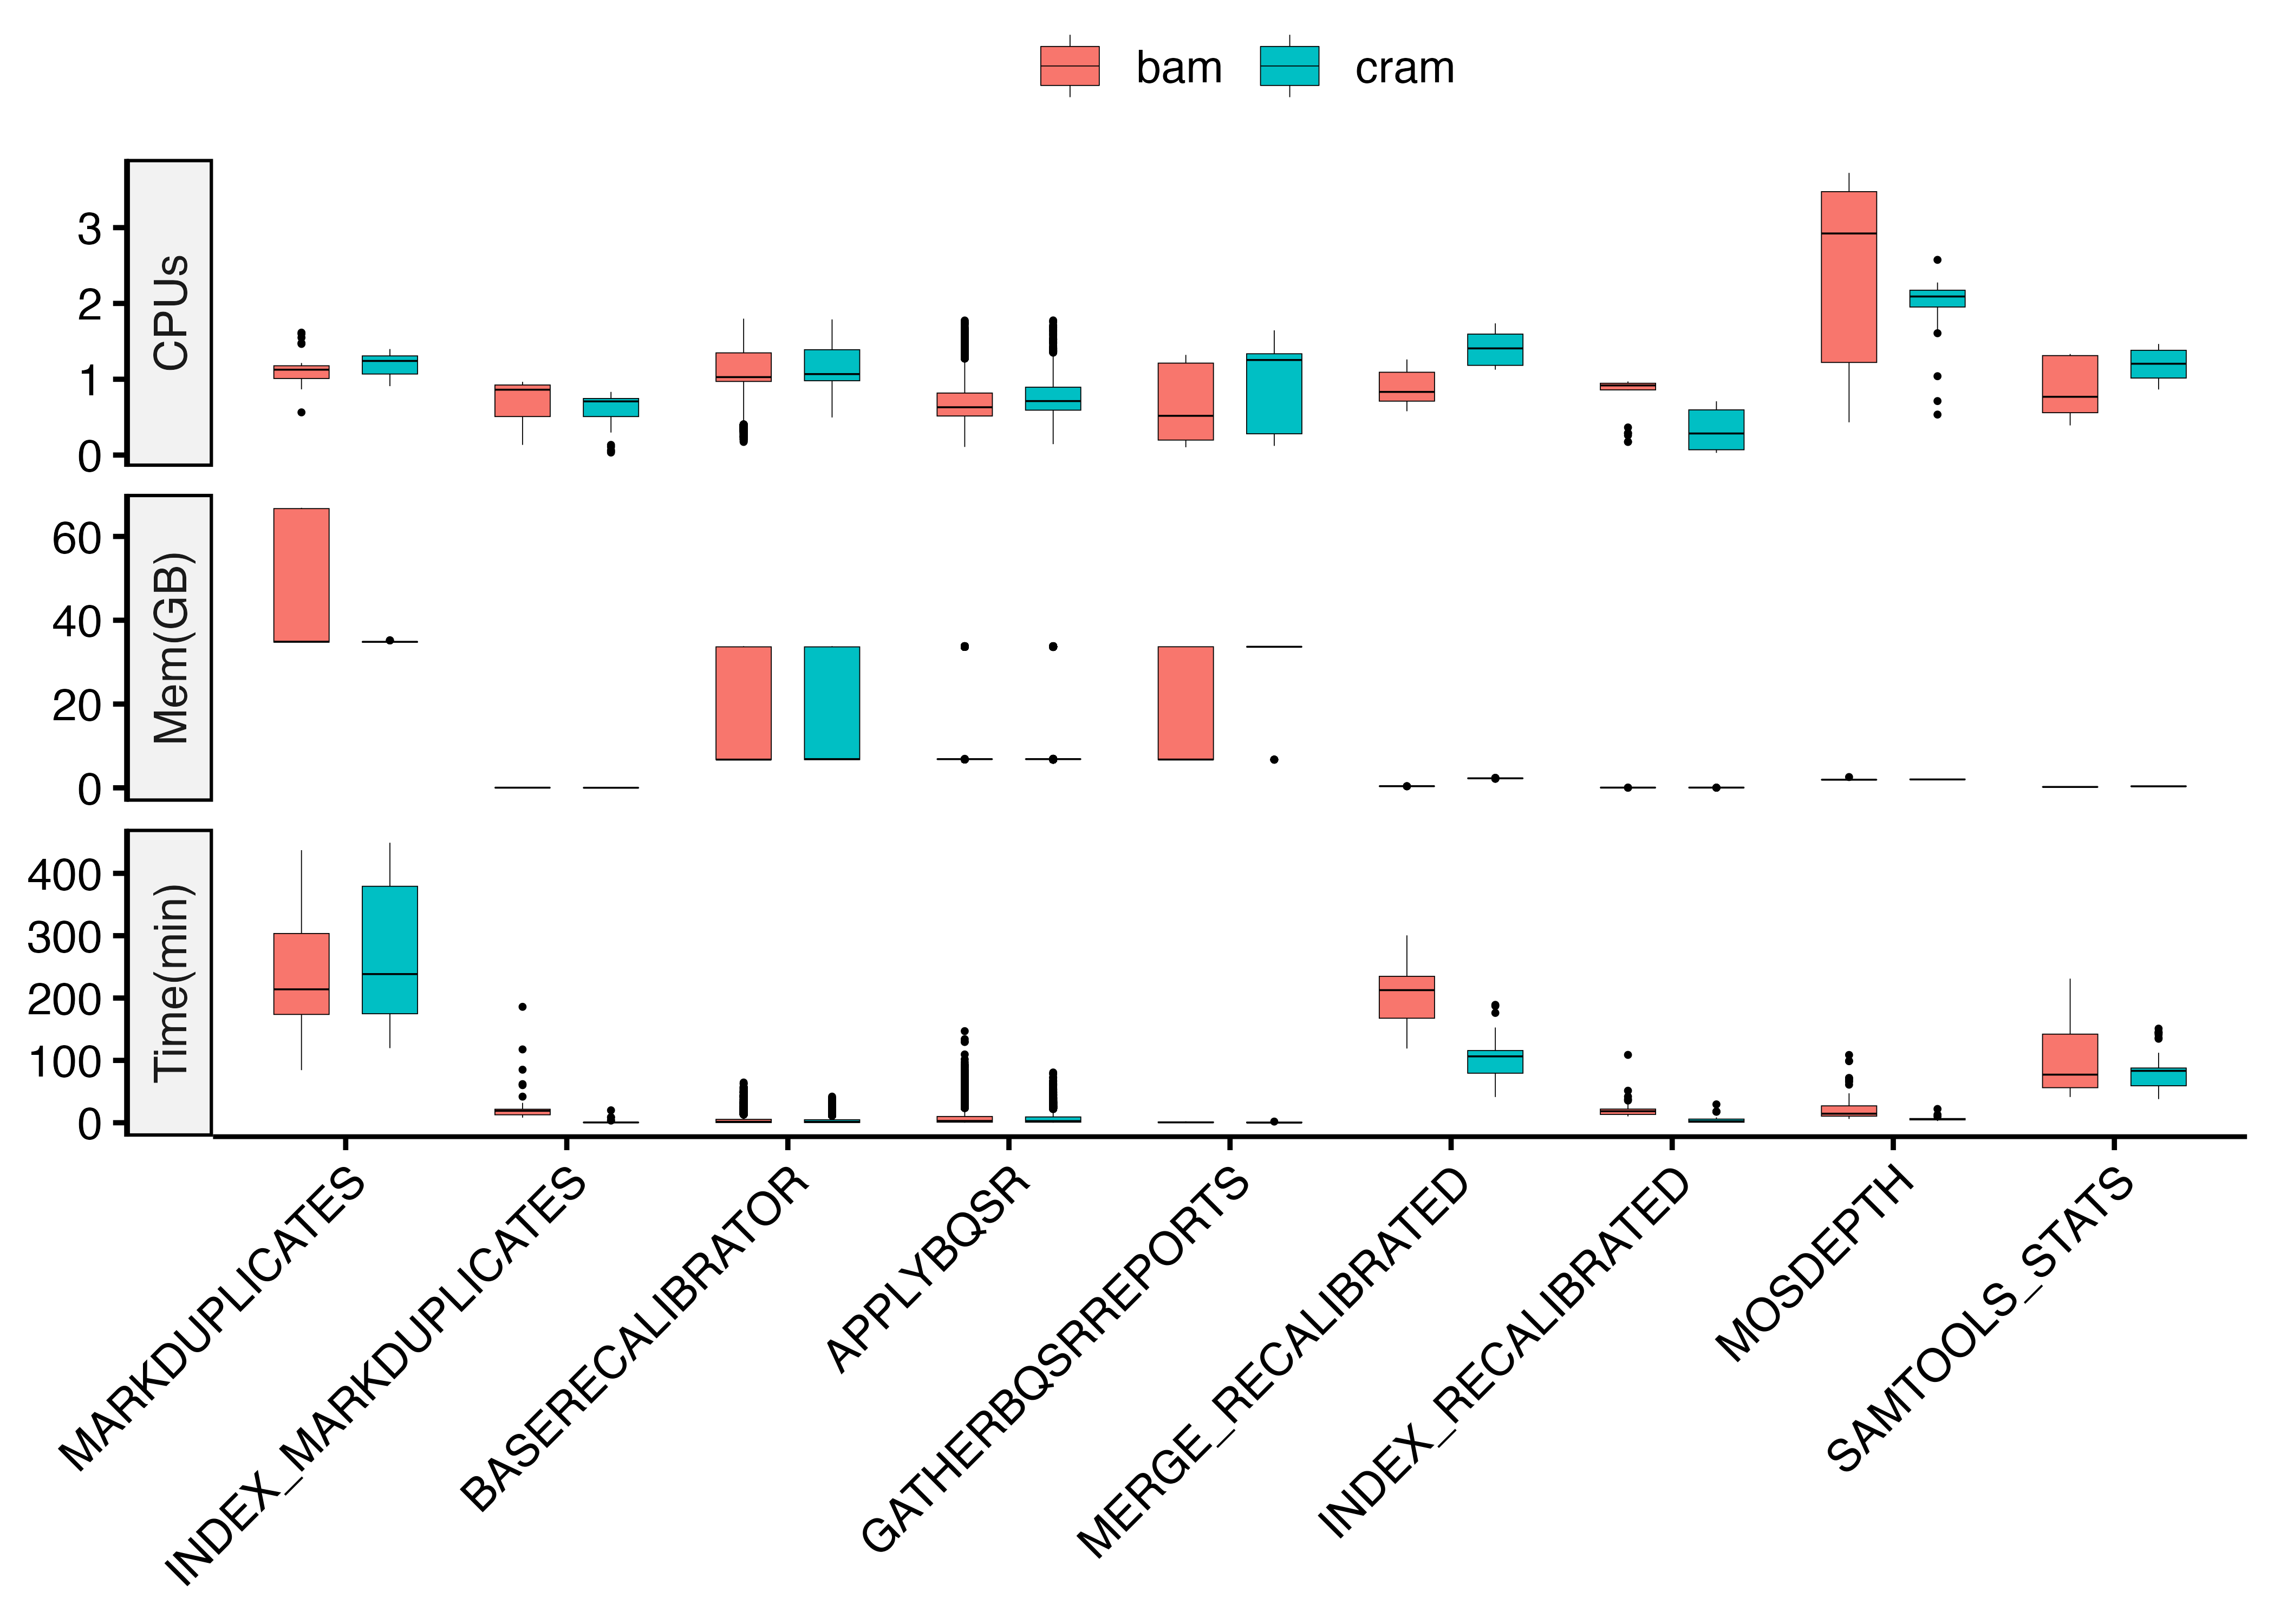 bam cram
CPUs
3
2
1
0
Mem(GB)
60
40
20
0
Time(min)
400
300
200
100
0
MARKDUPLICATES
INDEX_MARKDUPLICATES
BASERECALIBRATOR
APPLYBQSR
GATHERBQSRREPORTS
MERGE_RECALIBRATED
INDEX_RECALIBRATED
MOSDEPTH
SAMTOOLS_STATS